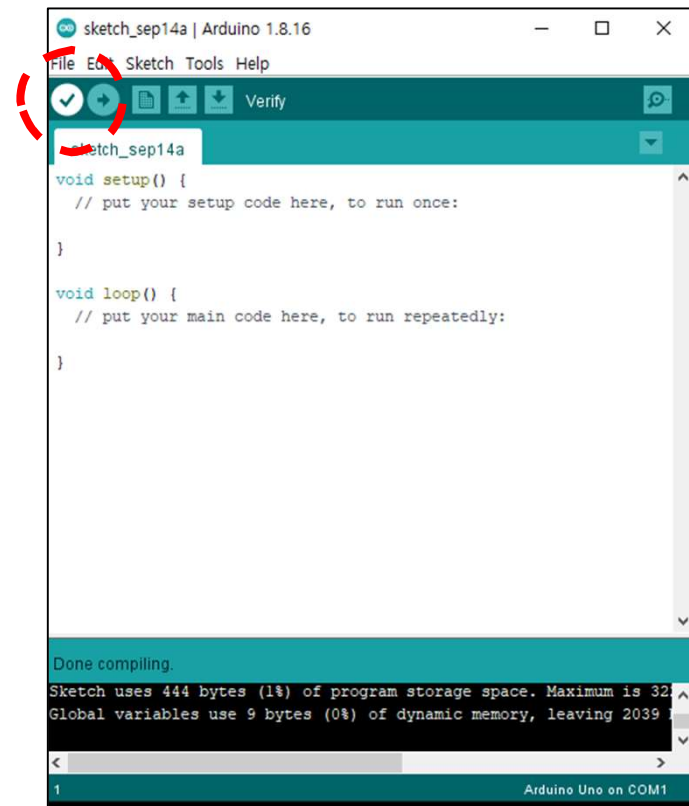 sketch_sep14a | Arduino 1.8.16
File Edit Sketch Tools Help
Verify
sketch_sep14a
void setup() {
  // put your setup code here, to run once:
}
void loop() {
  // put your main code here, to run repeatedly:
}
Done compiling.
Sketch uses 444 bytes (1%) of program storage space. Maximum is
Global variables use 9 bytes (0%) of dynamic memory, leaving 2039
1 Arduino Uno on COM1